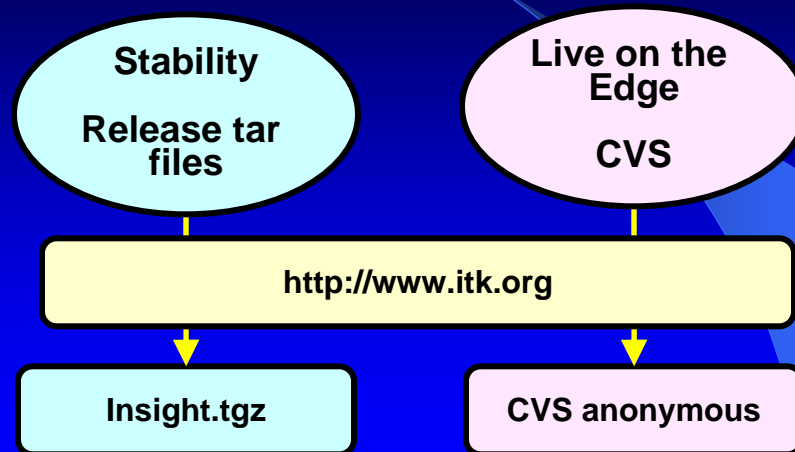 Stability
Release tar
files
Live on the
Edge
CVS
http://www.itk.org
Insight.tgz
CVS anonymous